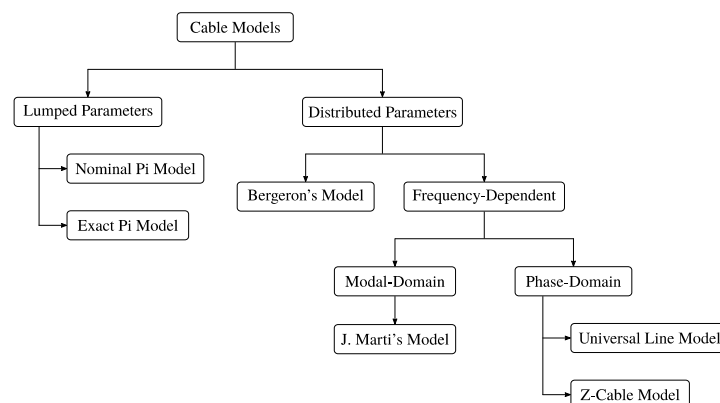 Cable Models
Lumped Parameters
Distributed Parameters
Nominal Pi Model
Bergeron's Model
Frequency-Dependent
Exact Pi Model
Modal-Domain
Phase-Domain
J. Marti's Model
Universal Line Model
Z-Cable Model